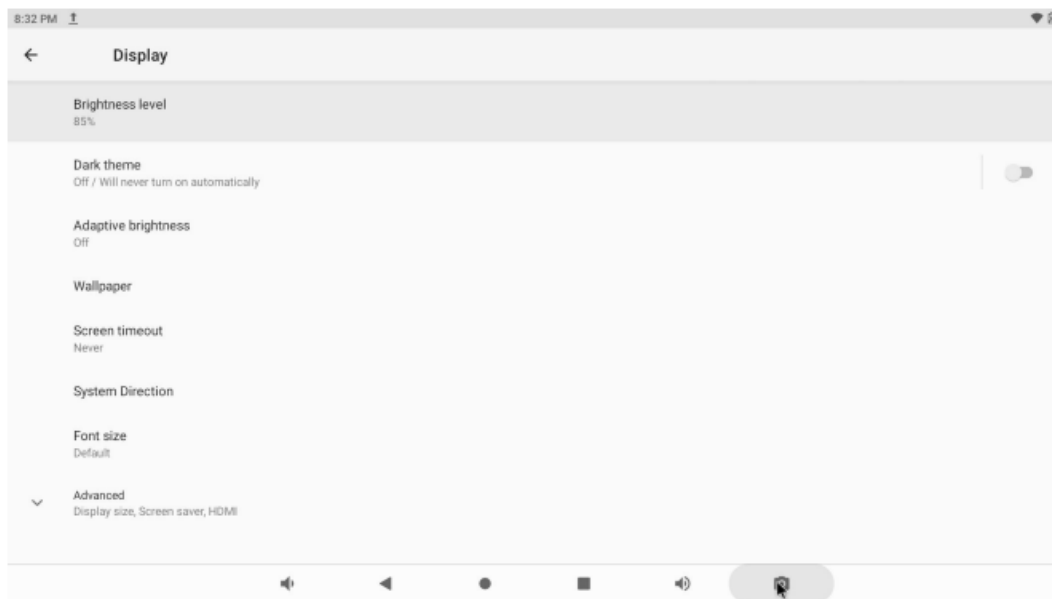 8:32 PM
Display
Brightness level
85%
Dark theme
Off / Will never turn on automatically
Adaptive brightness
Off
Wallpaper
Screen timeout
Never
System Direction
Font size
Default
Advanced
Display size, Screen saver, HDMI